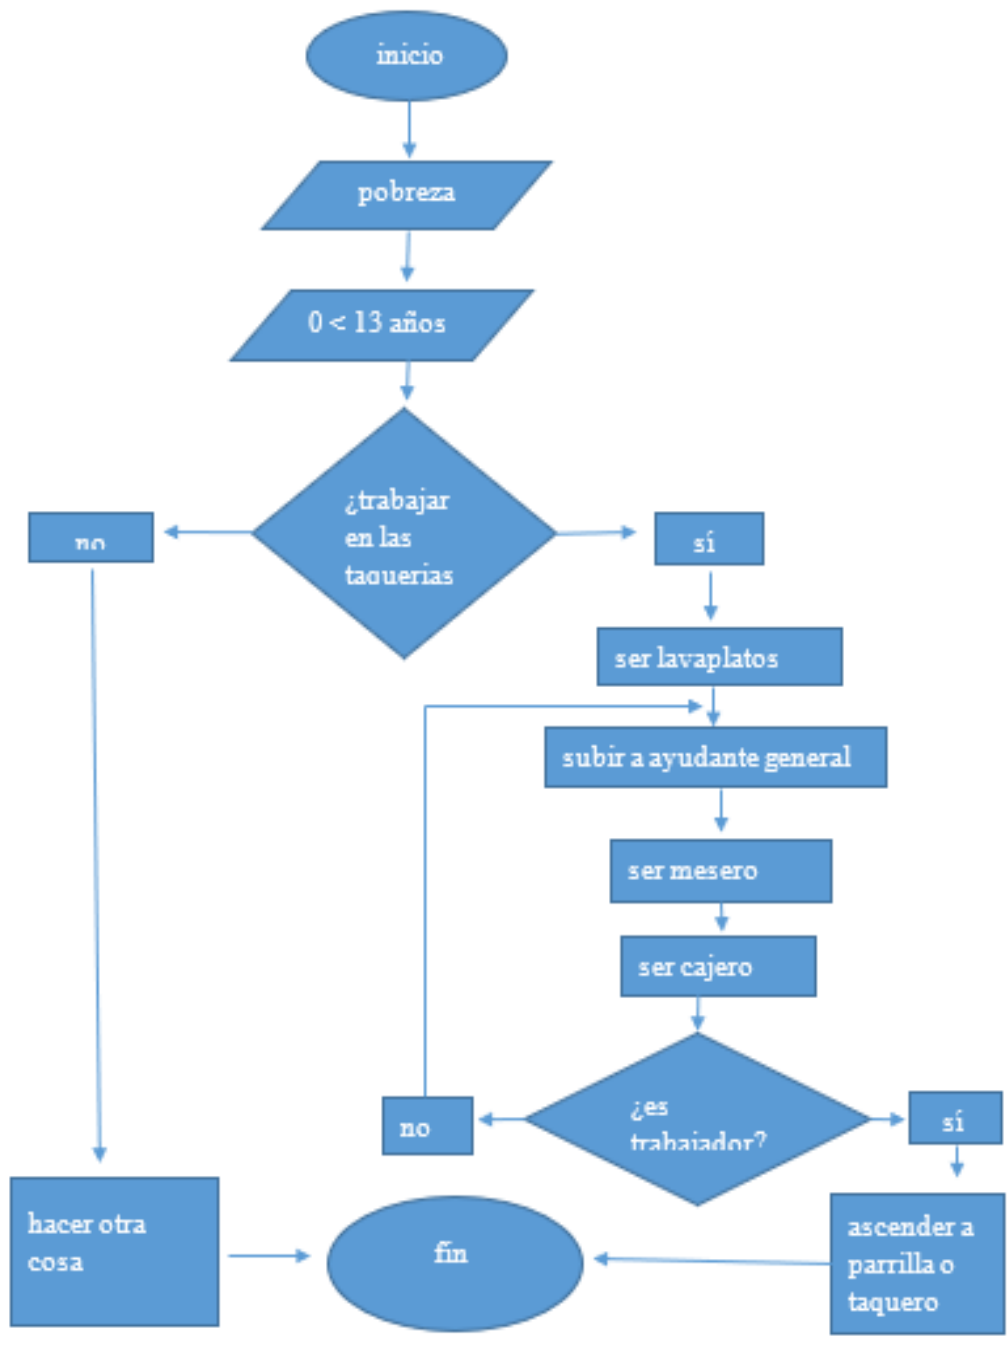 inicio
pobreza
0 < 13 años
¿trabajar
en las
taquerias
no
sí
ser lavaplatos
subir a ayudante general
ser mesero
ser cajero
¿es
trabajador?
no
sí
hacer otra
cosa
fin
ascender a
parrilla o
taquero